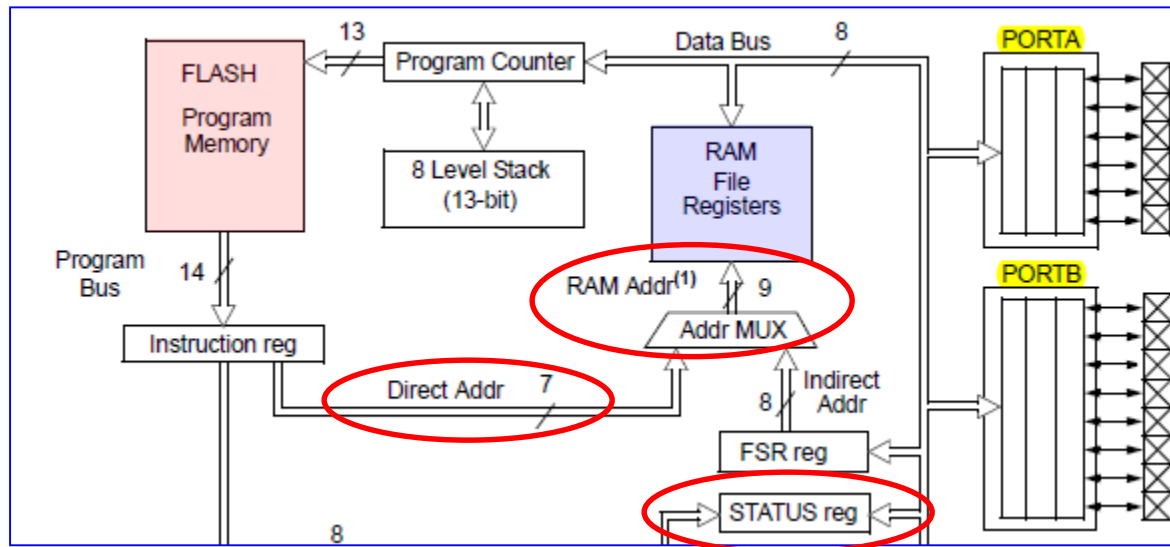 13
Data Bus
8
PORTA
FLASH
Program
Memory
Program Counter
8 Level Stack
(13-bit)
RAM
File
Registers
Program
Bus
14
RAM Addr(1)
9
PORTB
Addr MUX
Instruction reg
Direct Addr
7
8
Indirect
Addr
FSR reg
STATUS reg
8